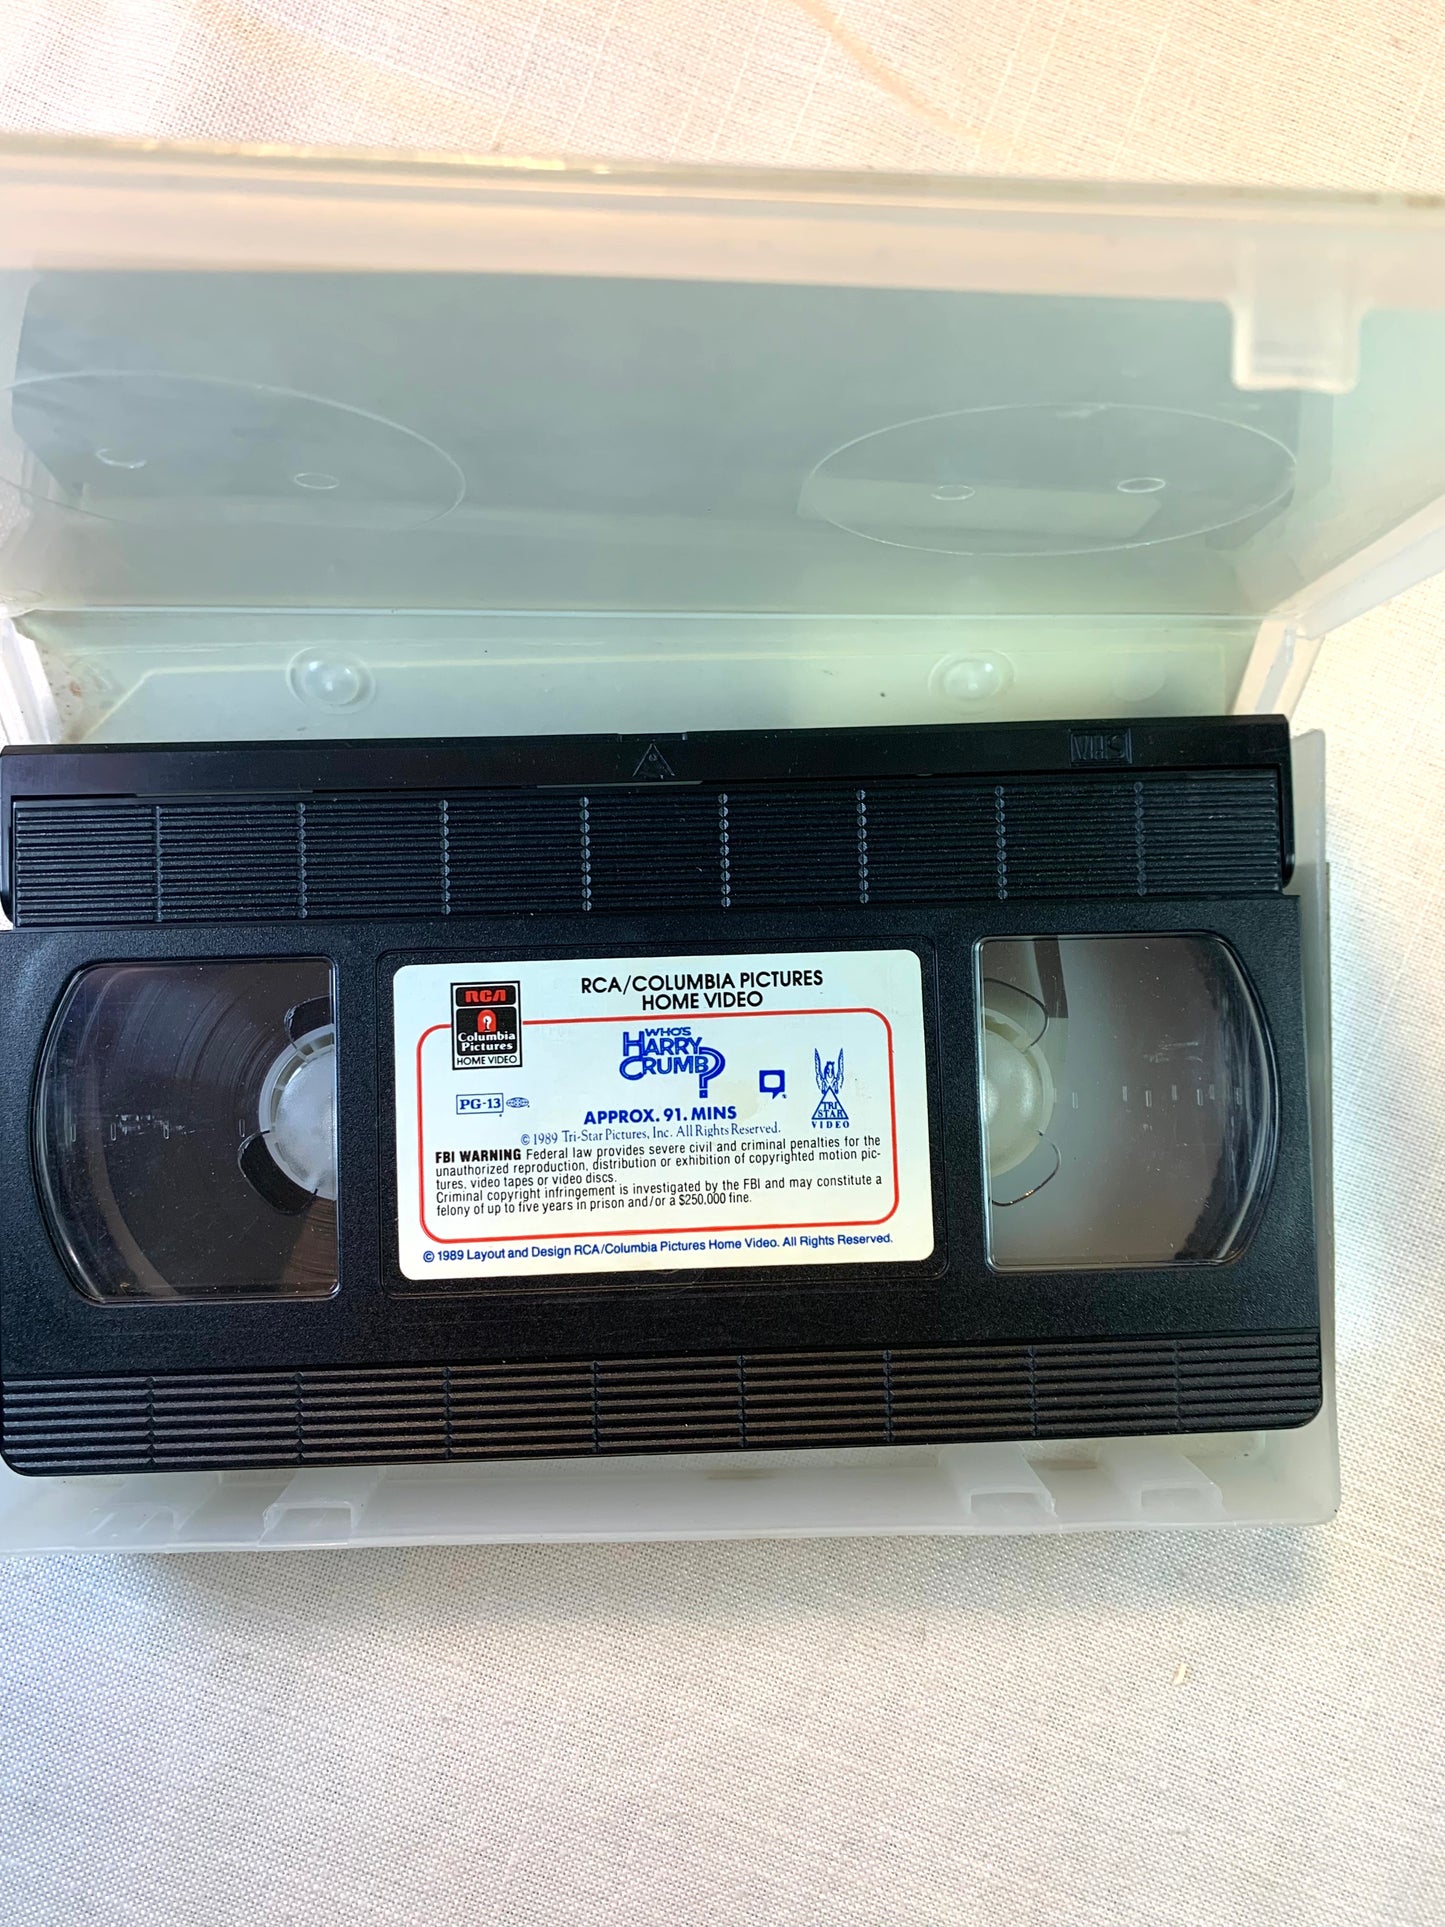 VHS
RCA/COLUMBIA PICTURES
HOME VIDEO
RCA
Columbia
Pictures
HOME VIDEO
WHO'S
HARRY
CRUMB?
PG-13
APPROX. 91. MINS
TRI
STAR
VIDEO
© 1989 Tri-Star Pictures, Inc. All Rights Reserved.
FBI WARNING Federal law provides severe civil and criminal penalties for the
unauthorized reproduction, distribution or exhibition of copyrighted motion pic-
tures, video tapes or video discs.
Criminal copyright infringement is investigated by the FBI and may constitute a
felony of up to five years in prison and/or a $250,000 fine.
© 1989 Layout and Design RCA/Columbia Pictures Home Video. All Rights Reserved.